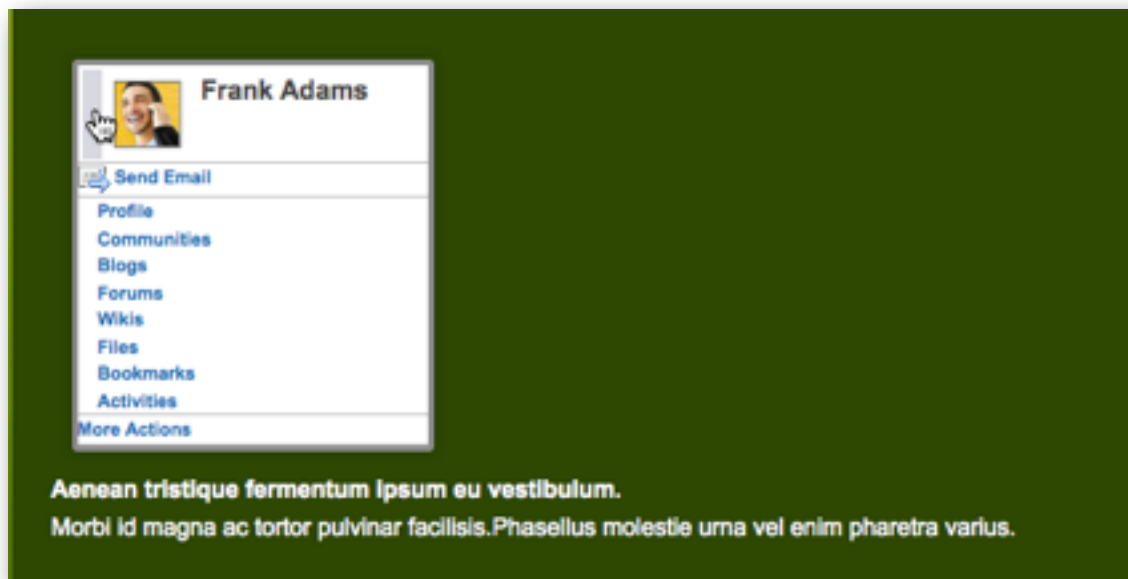 Frank Adams
Send Email
Profile
Communities
Blogs
Forums
Wikis
Files
Bookmarks
Activities
More Actions
Aenean tristique fermentum ipsum eu vestibulum.
Morbi id magna ac tortor pulvinar facilisis.Phasellus molestie urna vel enim pharetra varius.